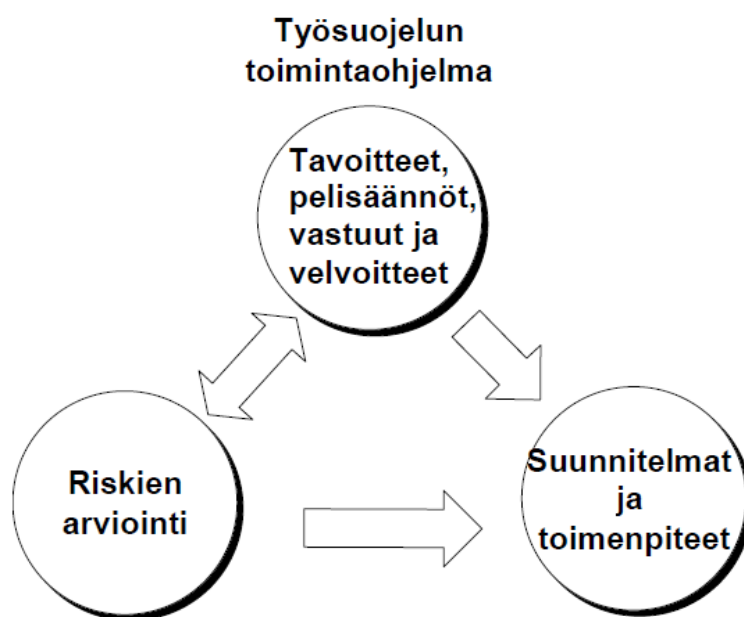 Työsuojelun
toimintaohjelma
Tavoitteet,
pelisäännöt,
vastuut ja
velvoitteet
Riskien
arviointi
Suunnitelmat
ja
toimenpiteet